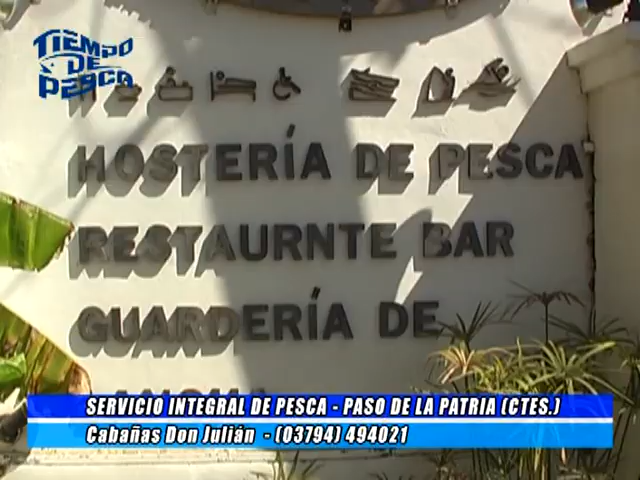 TIEMPO
DE
PESCA
HOSTERÍA DE PESCA
RESTAURNTE BAR
GUARDERÍA DE
SERVICIO INTEGRAL DE PESCA - PASO DE LA PATRIA (CTES.)
Cabañas Don Julián - (03794) 494021